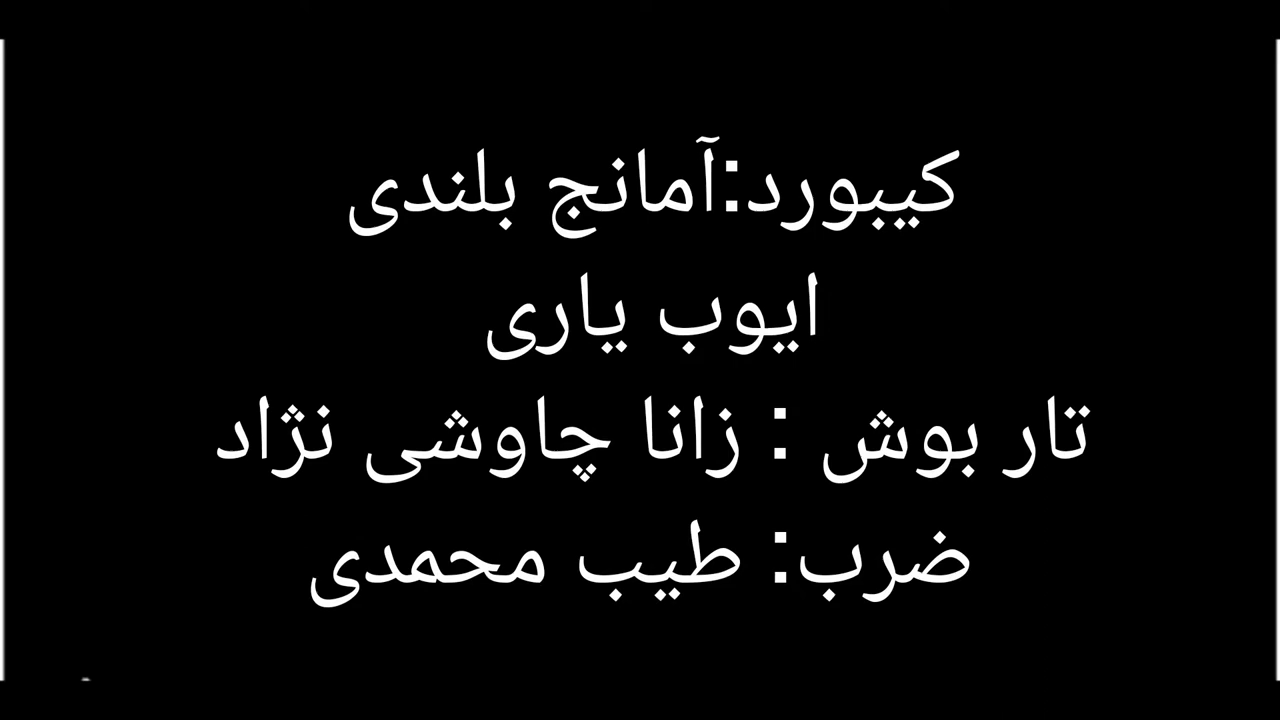 کیبورد:آمانج بلندی
ایوب یاری
تار بوش : زانا چاوشی نژاد
ضرب: طیب محمدی